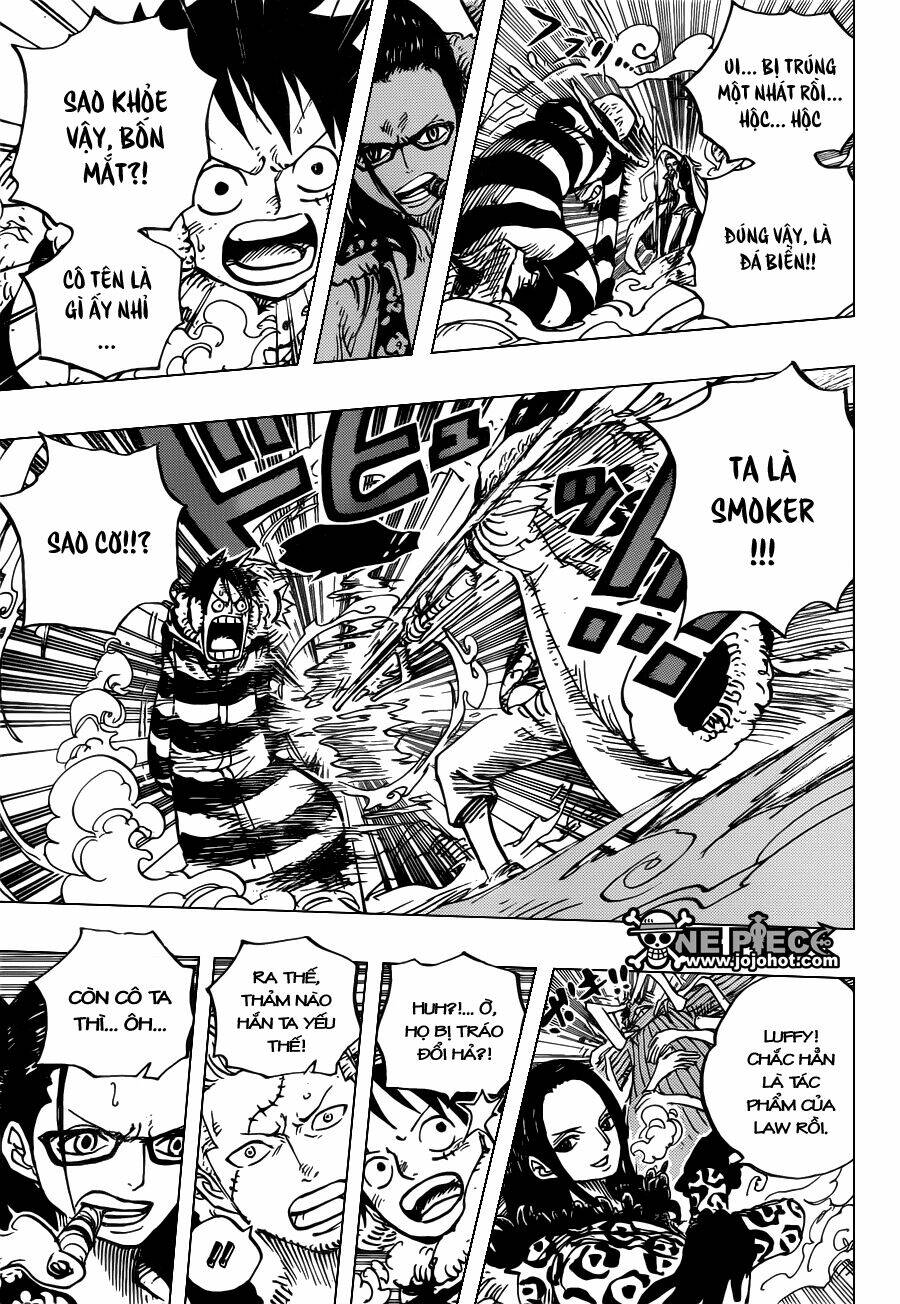 UI... BỊ TRÚNG
MỘT NHÁT RỒI...
HỘC... HỘC
ĐÚNG VẬY, LÀ
ĐÁ BIỂN!!
SAO KHỎE
VẬY, BỐN
MẮT?!
CÔ TÊN LÀ
GÌ ẤY NHỈ
...
TA LÀ
SMOKER
!!!
SAO CƠ!!?
ONE PIECE
www.jojohot.com
LUFFY!
CHẮC HẲN
LÀ TÁC
PHẨM CỦA
LAW RỒI.
HUH?!... Ờ,
HỌ BỊ TRÁO
ĐỔI HẢ?!
RA THẾ,
THẢM NÀO
HẮN TA YẾU
THẾ!
CÒN CÔ TA
THÌ... ÔH...
!!